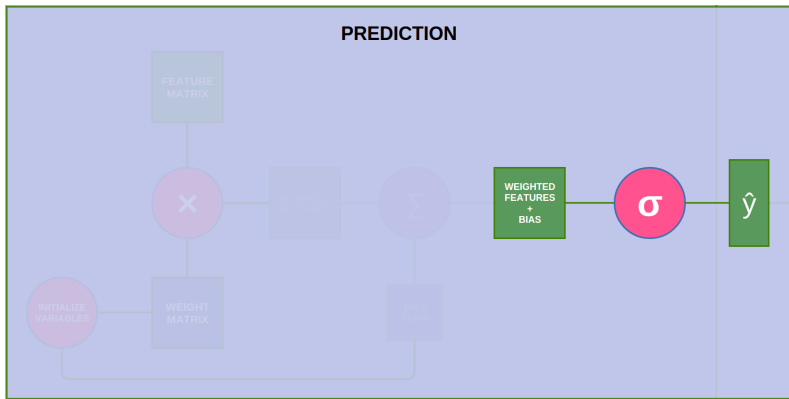 PREDICTION
FEATURE
MATRIX
×
Σ
WEIGHTED
FEATURES
+
BIAS
σ
ŷ
INITIALIZE
VARIABLES
WEIGHT
MATRIX